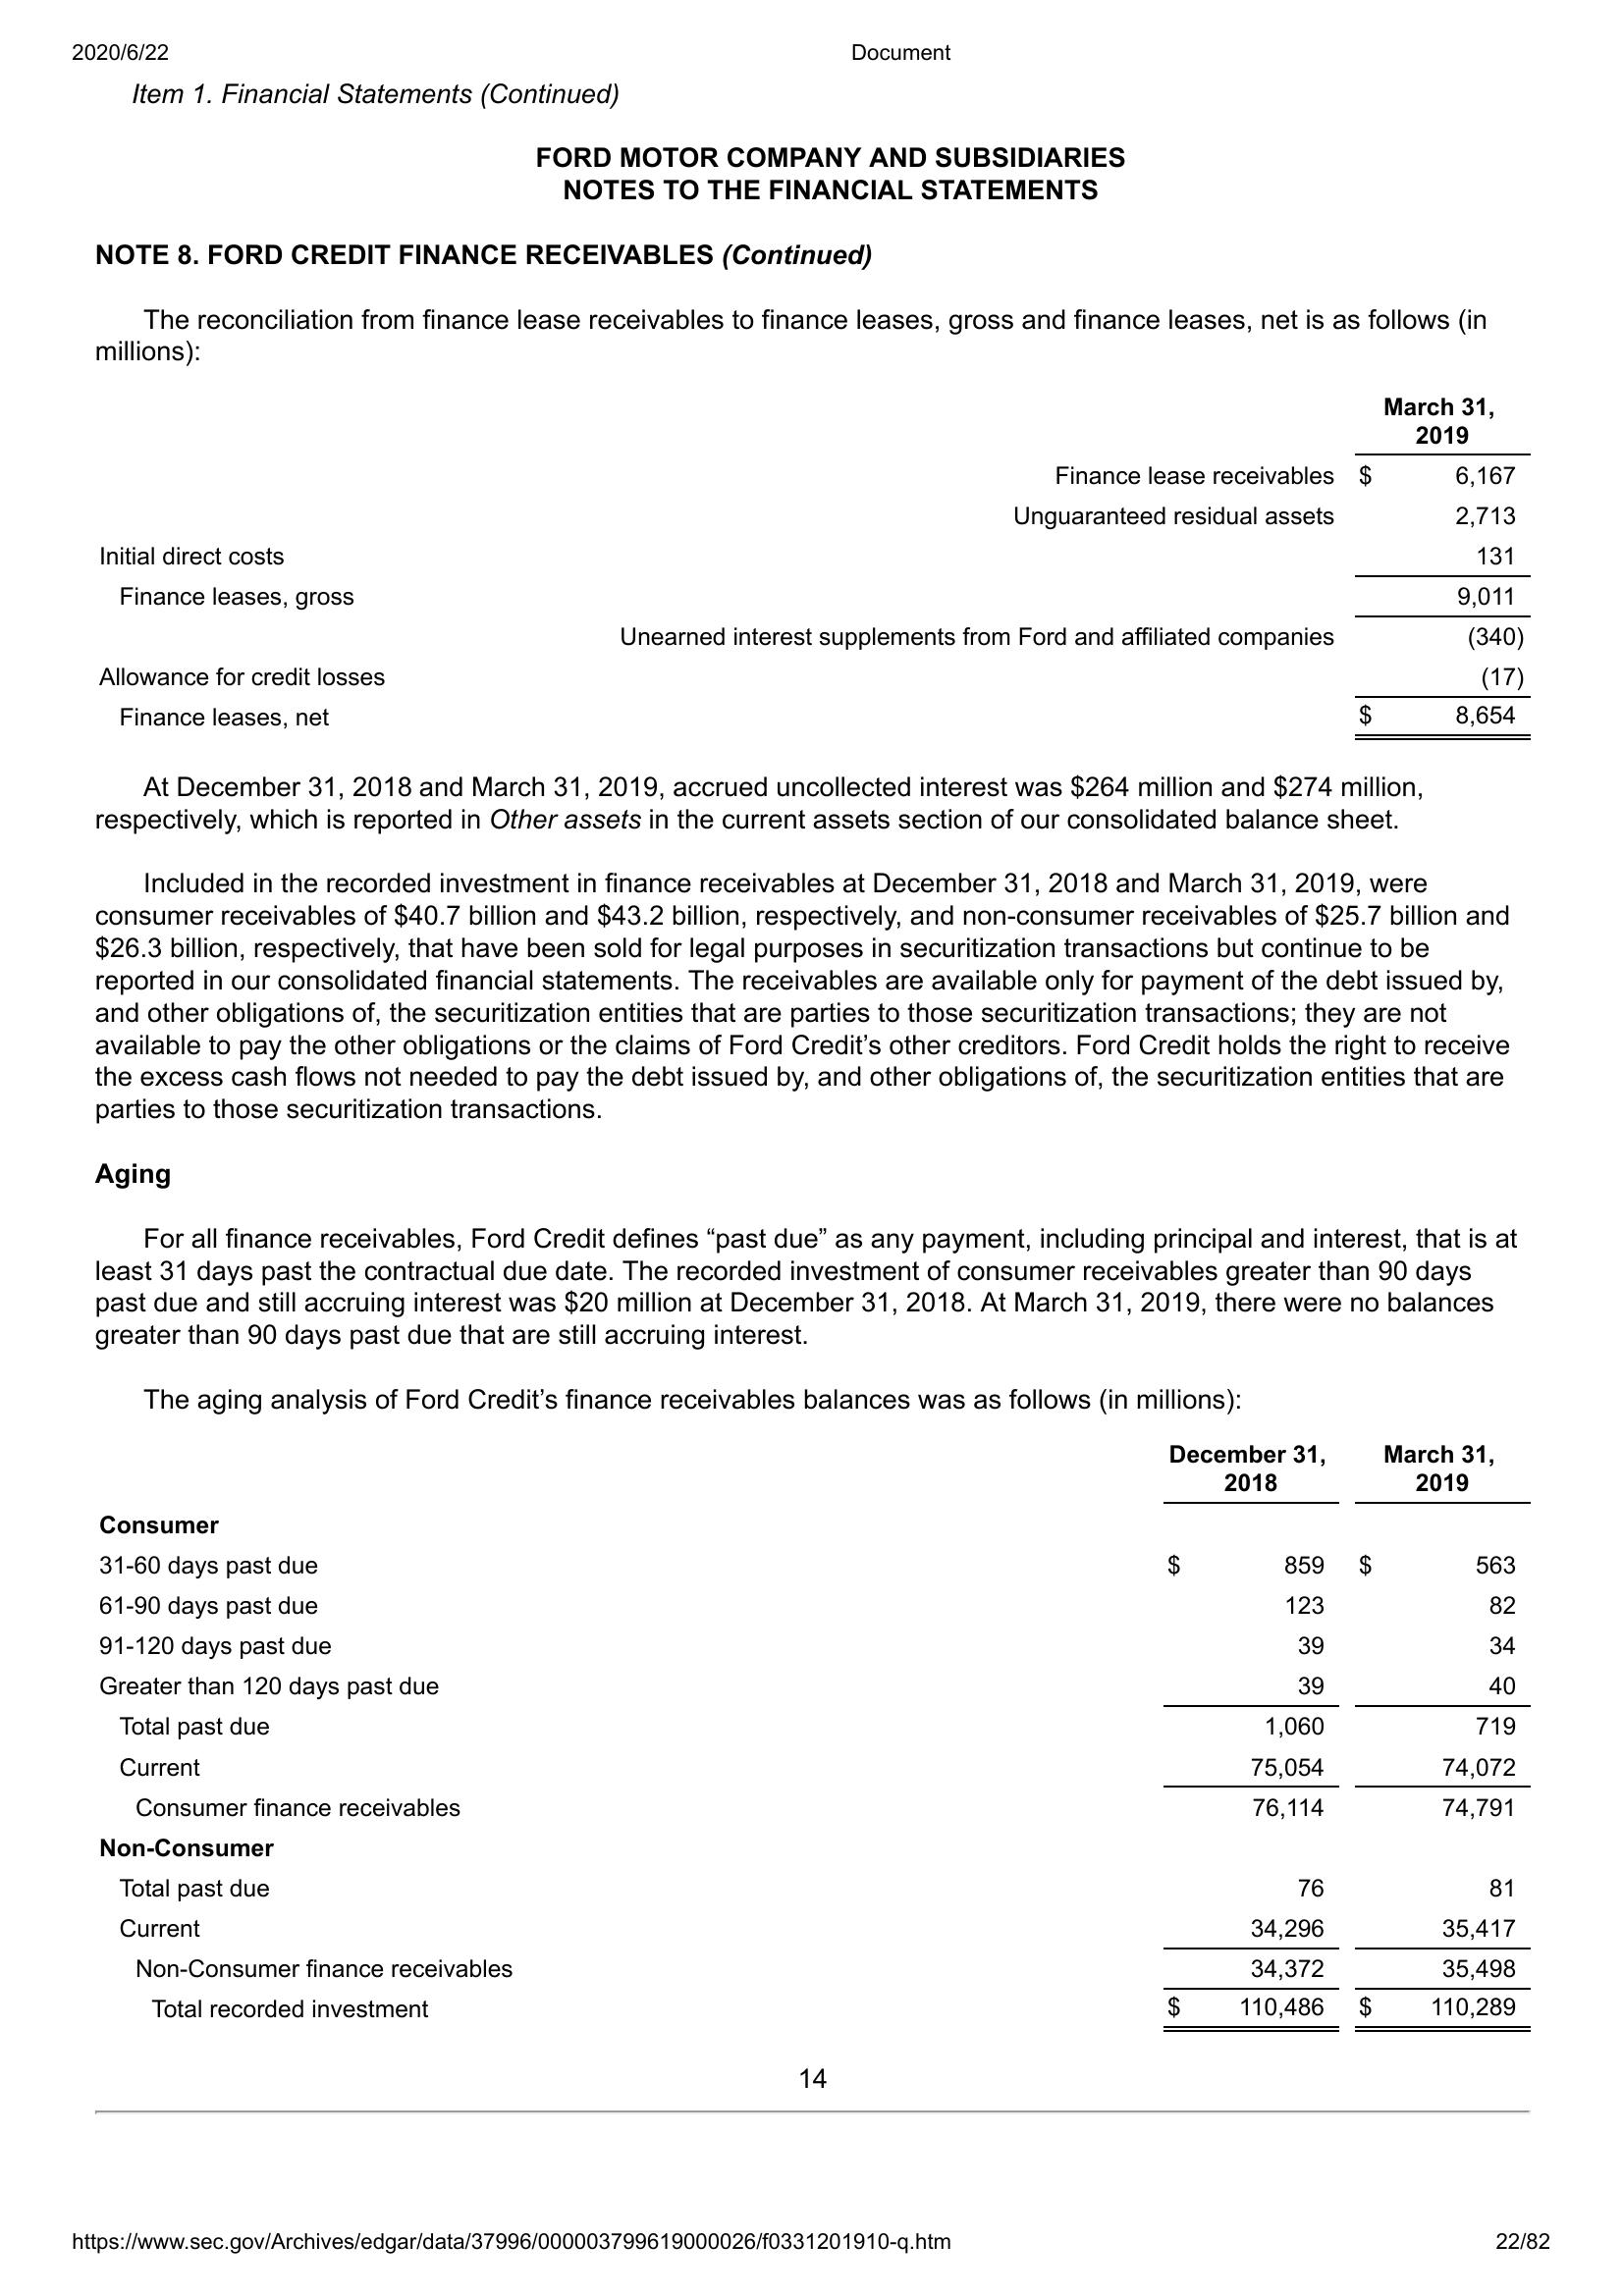 2020/6/22 Document
Item 1. Financial Statements (Continued)
FORD MOTOR COMPANY AND SUBSIDIARIES
NOTES TO THE FINANCIAL STATEMENTS
NOTE 8. FORD CREDIT FINANCE RECEIVABLES (Continued)
The reconciliation from finance lease receivables to finance leases, gross and finance leases, net is as follows (in
millions):
March 31,
2019
Finance lease receivables $ 6,167
Unguaranteed residual assets 2,713
Initial direct costs 131
Finance leases, gross 9,011
Unearned interest supplements from Ford and affiliated companies (340)
Allowance for credit losses (17)
Finance leases, net $ 8,654
At December 31, 2018 and March 31, 2019, accrued uncollected interest was $264 million and $274 million,
respectively, which is reported in Other assets in the current assets section of our consolidated balance sheet.
Included in the recorded investment in finance receivables at December 31, 2018 and March 31, 2019, were
consumer receivables of $40.7 billion and $43.2 billion, respectively, and non-consumer receivables of $25.7 billion and
$26.3 billion, respectively, that have been sold for legal purposes in securitization transactions but continue to be
reported in our consolidated financial statements. The receivables are available only for payment of the debt issued by,
and other obligations of, the securitization entities that are parties to those securitization transactions; they are not
available to pay the other obligations or the claims of Ford Credit’s other creditors. Ford Credit holds the right to receive
the excess cash flows not needed to pay the debt issued by, and other obligations of, the securitization entities that are
parties to those securitization transactions.
Aging
For all finance receivables, Ford Credit defines “past due” as any payment, including principal and interest, that is at
least 31 days past the contractual due date. The recorded investment of consumer receivables greater than 90 days
past due and still accruing interest was $20 million at December 31, 2018. At March 31, 2019, there were no balances
greater than 90 days past due that are still accruing interest.
The aging analysis of Ford Credit’s finance receivables balances was as follows (in millions):
December 31, March 31,
2018 2019
Consumer
31-60 days past due $ 859 $ 563
61-90 days past due 123 82
91-120 days past due 39 34
Greater than 120 days past due 39 40
Total past due 1,060 719
Current 75,054 74,072
Consumer finance receivables 76,114 74,791
Non-Consumer
Total past due 76 81
Current 34,296 35,417
Non-Consumer finance receivables 34,372 35,498
Total recorded investment $ 110,486 $ 110,289
14
https://www.sec.gov/Archives/edgar/data/37996/000003799619000026/f0331201910-q.htm 22/82